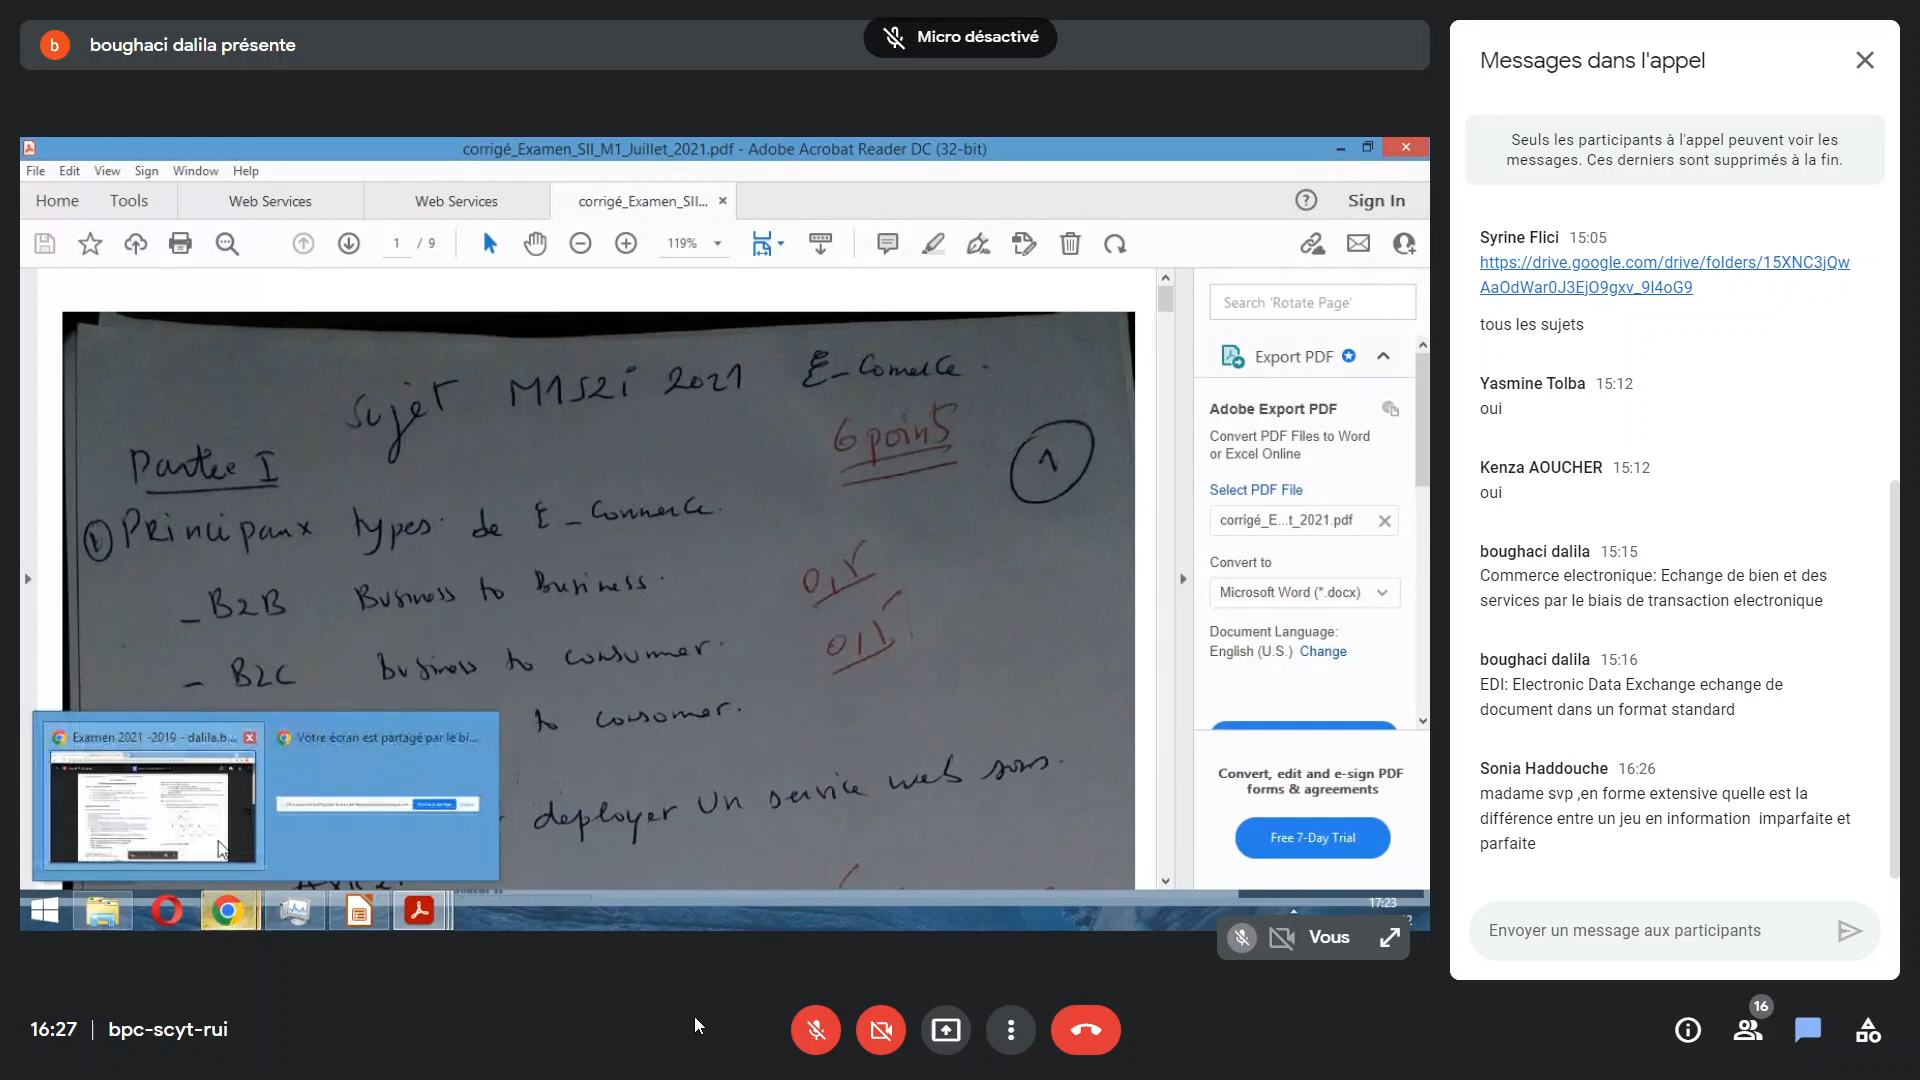 b
boughaci dalila présente
Micro désactivé
corrigé_Examen_SII_M1_Juillet_2021.pdf - Adobe Acrobat Reader DC (32-bit)
File Edit View Sign Window Help
Home Tools Web Services Web Services corrigé_Examen_SII... Sign In
1 / 9 119%
Sujet M1S2i 2021 E-Comerce.
6 points
1
Partie I
① Principaux types de E-Commerce.
- B2B Business to Business.
- B2C Business to consumer.
to consomer.
deployer Un service web sous
Search 'Rotate Page'
Export PDF
Adobe Export PDF
Convert PDF Files to Word
or Excel Online
Select PDF File
corrigé_E...t_2021.pdf
Convert to
Microsoft Word (*.docx)
Document Language:
English (U.S.) Change
Convert, edit and e-sign PDF
forms & agreements
Free 7-Day Trial
Examen 2021 -2019 - dalila.b...
Votre écran est partagé par le bi...
17:23
Vous
16:27 | bpc-scyt-rui
Messages dans l'appel
Seuls les participants à l'appel peuvent voir les
messages. Ces derniers sont supprimés à la fin.
Syrine Flici 15:05
https://drive.google.com/drive/folders/15XNC3jQw
AaOdWar0J3EjO9gxv_9I4oG9
tous les sujets
Yasmine Tolba 15:12
oui
Kenza AOUCHER 15:12
oui
boughaci dalila 15:15
Commerce electronique: Echange de bien et des
services par le biais de transaction electronique
boughaci dalila 15:16
EDI: Electronic Data Exchange echange de
document dans un format standard
Sonia Haddouche 16:26
madame svp ,en forme extensive quelle est la
différence entre un jeu en information imparfaite et
parfaite
Envoyer un message aux participants
16